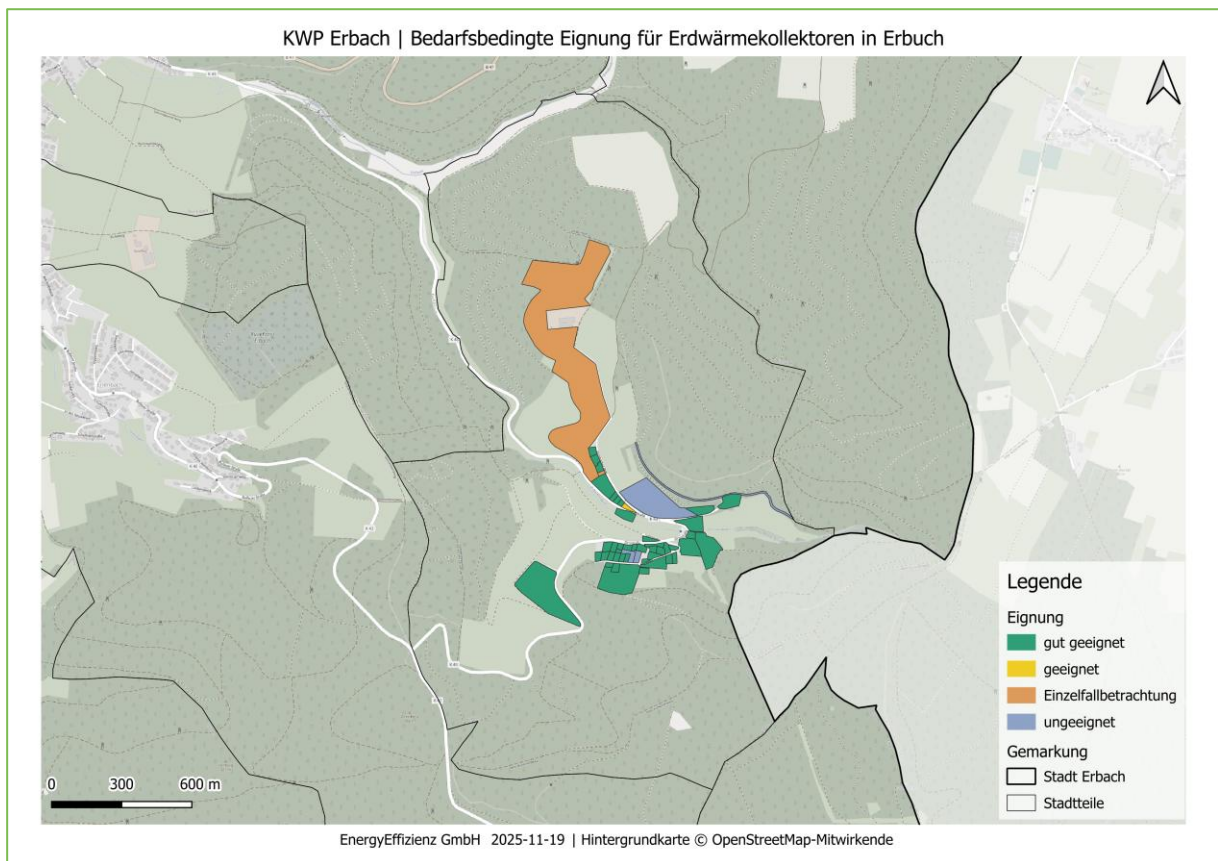 KWP Erbach | Bedarfsbedingte Eignung für Erdwärmekollektoren in Erbuch
Legende
Eignung
gut geeignet
geeignet
Einzelfallbetrachtung
ungeeignet
Gemarkung
Stadt Erbach
Stadtteile
0 300 600 m
EnergyEffizienz GmbH 2025-11-19 | Hintergrundkarte © OpenStreetMap-Mitwirkende